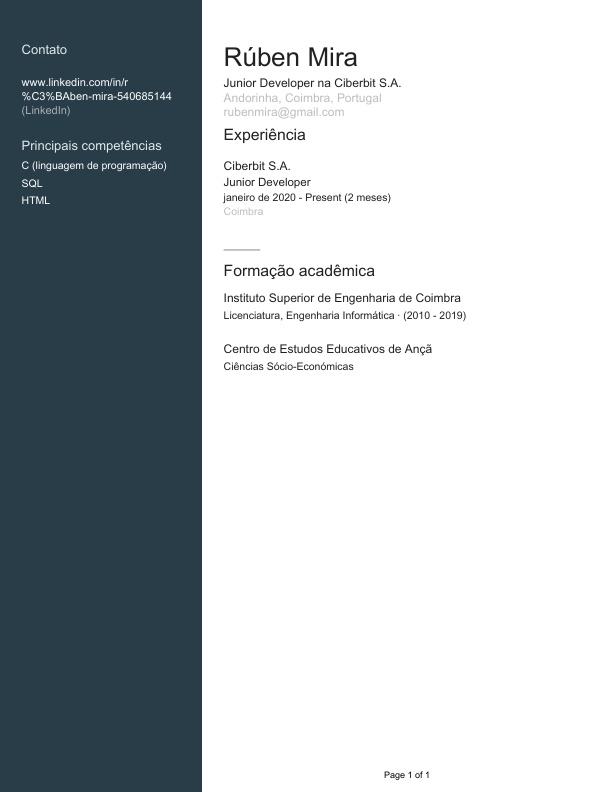 Contato
www.linkedin.com/in/r
%C3%BAben-mira-540685144
(LinkedIn)
Principais competências
C (linguagem de programação)
SQL
HTML
Rúben Mira
Junior Developer na Ciberbit S.A.
Andorinha, Coimbra, Portugal
rubenmira@gmail.com
Experiência
Ciberbit S.A.
Junior Developer
janeiro de 2020 - Present (2 meses)
Coimbra
Formação acadêmica
Instituto Superior de Engenharia de Coimbra
Licenciatura, Engenharia Informática · (2010 - 2019)
Centro de Estudos Educativos de Ançã
Ciências Sócio-Económicas
Page 1 of 1